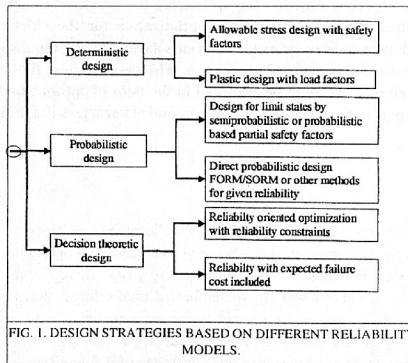 Allowable stress design with safety
factors
Deterministic
design
Plastic design with load factors
Design for limit states by
semiprobabilistic or probabilistic
based partial safety factors
Probabilistic
design
Direct probabilistic design
FORM/SORM or other methods
for given reliability
Reliabilty oriented optimization
with reliability constraints
Decision theoretic
design
Reliabilty with expected failure
cost included
FIG. 1. DESIGN STRATEGIES BASED ON DIFFERENT RELIABILIT
MODELS.